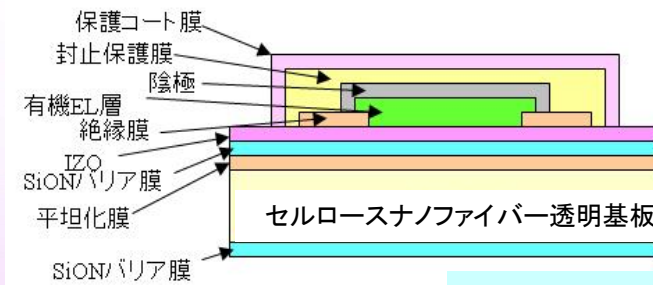 保護コート膜
封止保護膜
陰極
有機EL層
絶縁膜
IZO
SiONバリア膜
平坦化膜
セルロースナノファイバー透明基板
SiONバリア膜